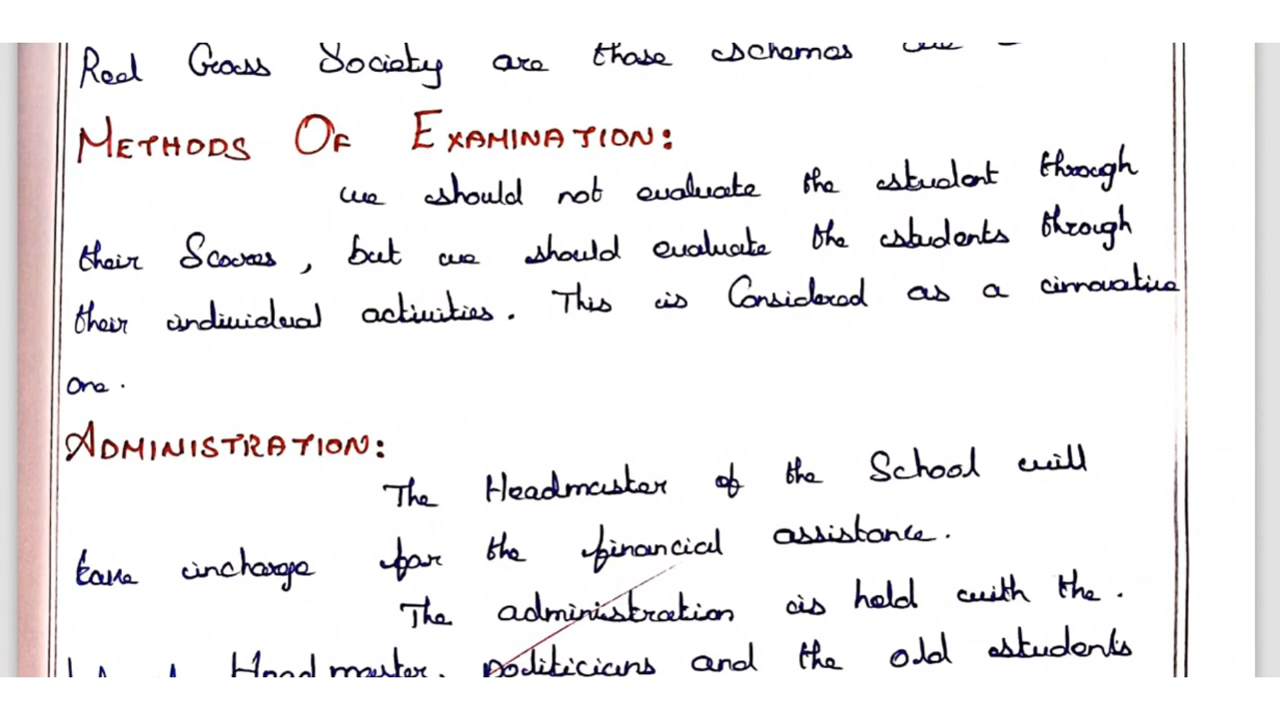 Red Cross Society are those schemes
METHODS OF EXAMINATION:
we should not evaluate the student through
their Scores, but we should evaluate the students through
their individual activities. This is Considered as a innovative
one.
ADMINISTRATION:
The Headmaster of the School will
take incharge for the financial assistance.
The administration is held with the.
Headmaster, politicians and the old students